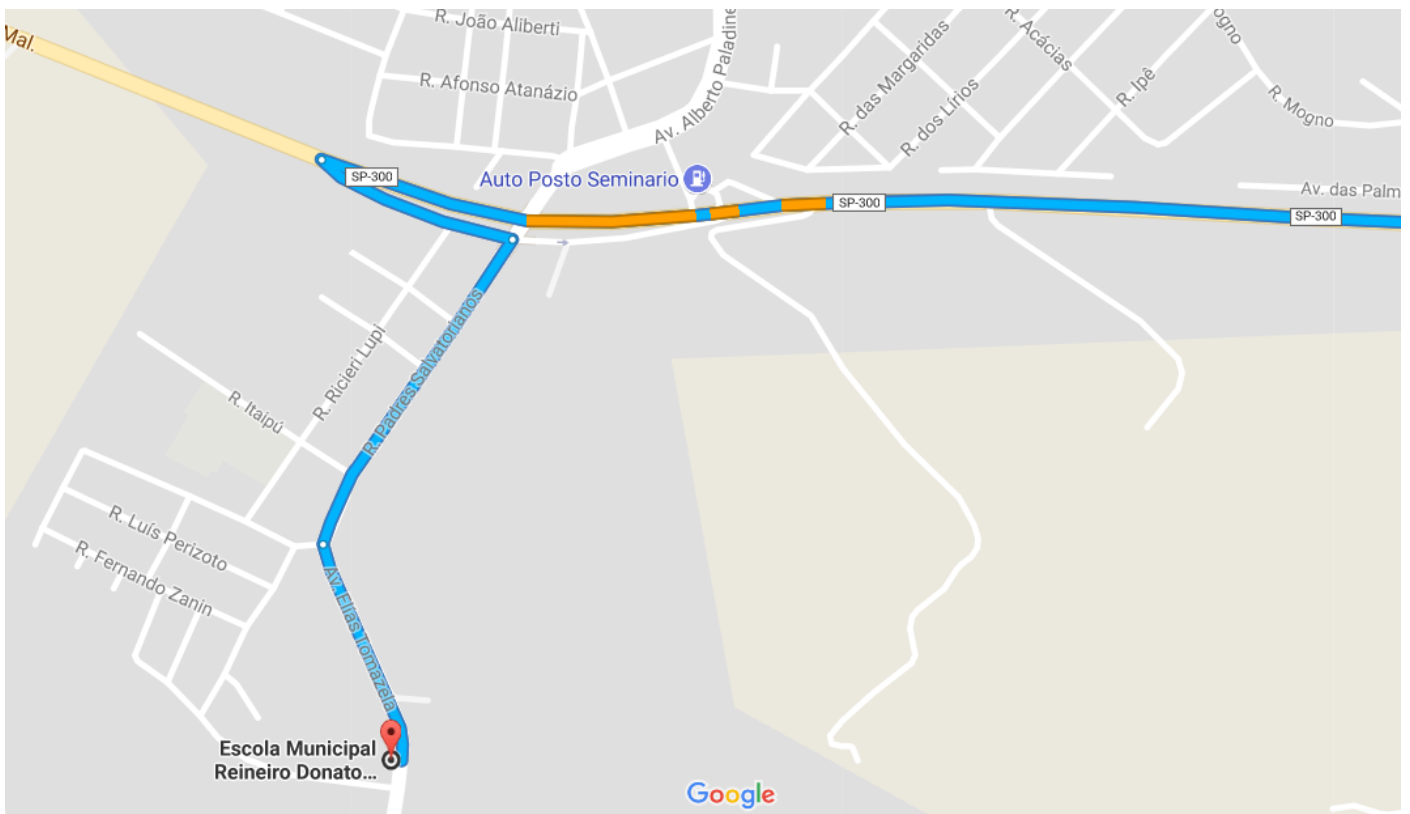 R. João Aliberti
Mal.
R. Acácias
Mogno
R. Afonso Atanázio
Av. Alberto Paladine
R. das Margaridas
R. dos Lírios
R. Ipê
R. Mogno
SP-300
Auto Posto Seminario
SP-300
Av. das Palm
SP-300
R. Ricieri Lupi
R. Padres Salvatorianos
R. Itaipú
R. Luís Perizoto
R. Fernando Zanin
Av. Elías Tomazela
Escola Municipal
Reineiro Donato...
Google